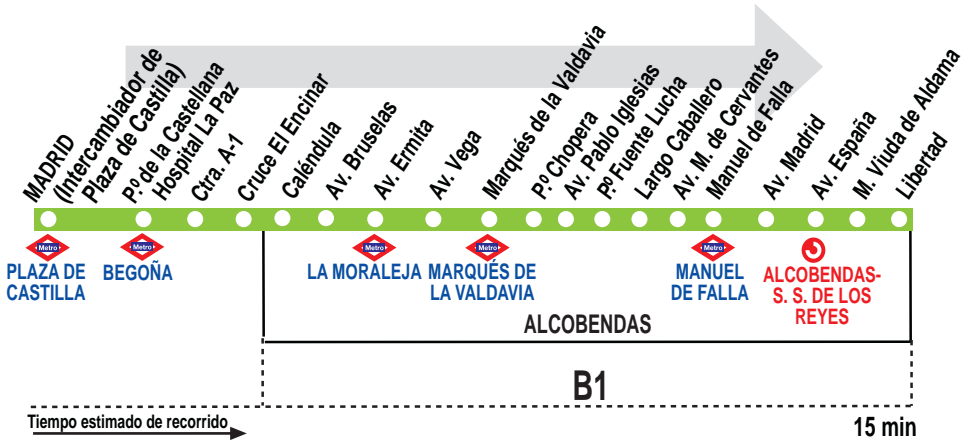 MADRID
(Intercambiador de
Plaza de Castilla)
Pº de la Castellana
Hospital La Paz
Ctra. A-1
Cruce El Encinar
Caléndula
Av. Bruselas
Av. Ermita
Av. Vega
Marqués de la Valdavia
Pº Chopera
Av. Pablo Iglesias
Pº Fuente Lucha
Largo Caballero
Av. M. de Cervantes
Manuel de Falla
Av. Madrid
Av. España
M. Viuda de Aldama
Libertad
Metro
PLAZA DE
CASTILLA
Metro
BEGOÑA
Metro
LA MORALEJA
Metro
MARQUÉS DE
LA VALDAVIA
Metro
MANUEL
DE FALLA
ALCOBENDAS-
S. S. DE LOS
REYES
ALCOBENDAS
B1
Tiempo estimado de recorrido
15 min